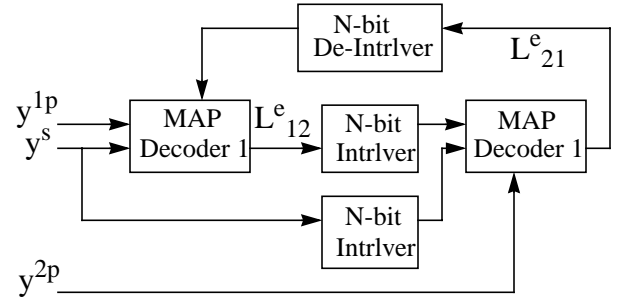 N-bit
De-Intrlver
L^e_21
y^1p
y^s
MAP
Decoder 1
L^e_12
N-bit
Intrlver
MAP
Decoder 1
N-bit
Intrlver
y^2p